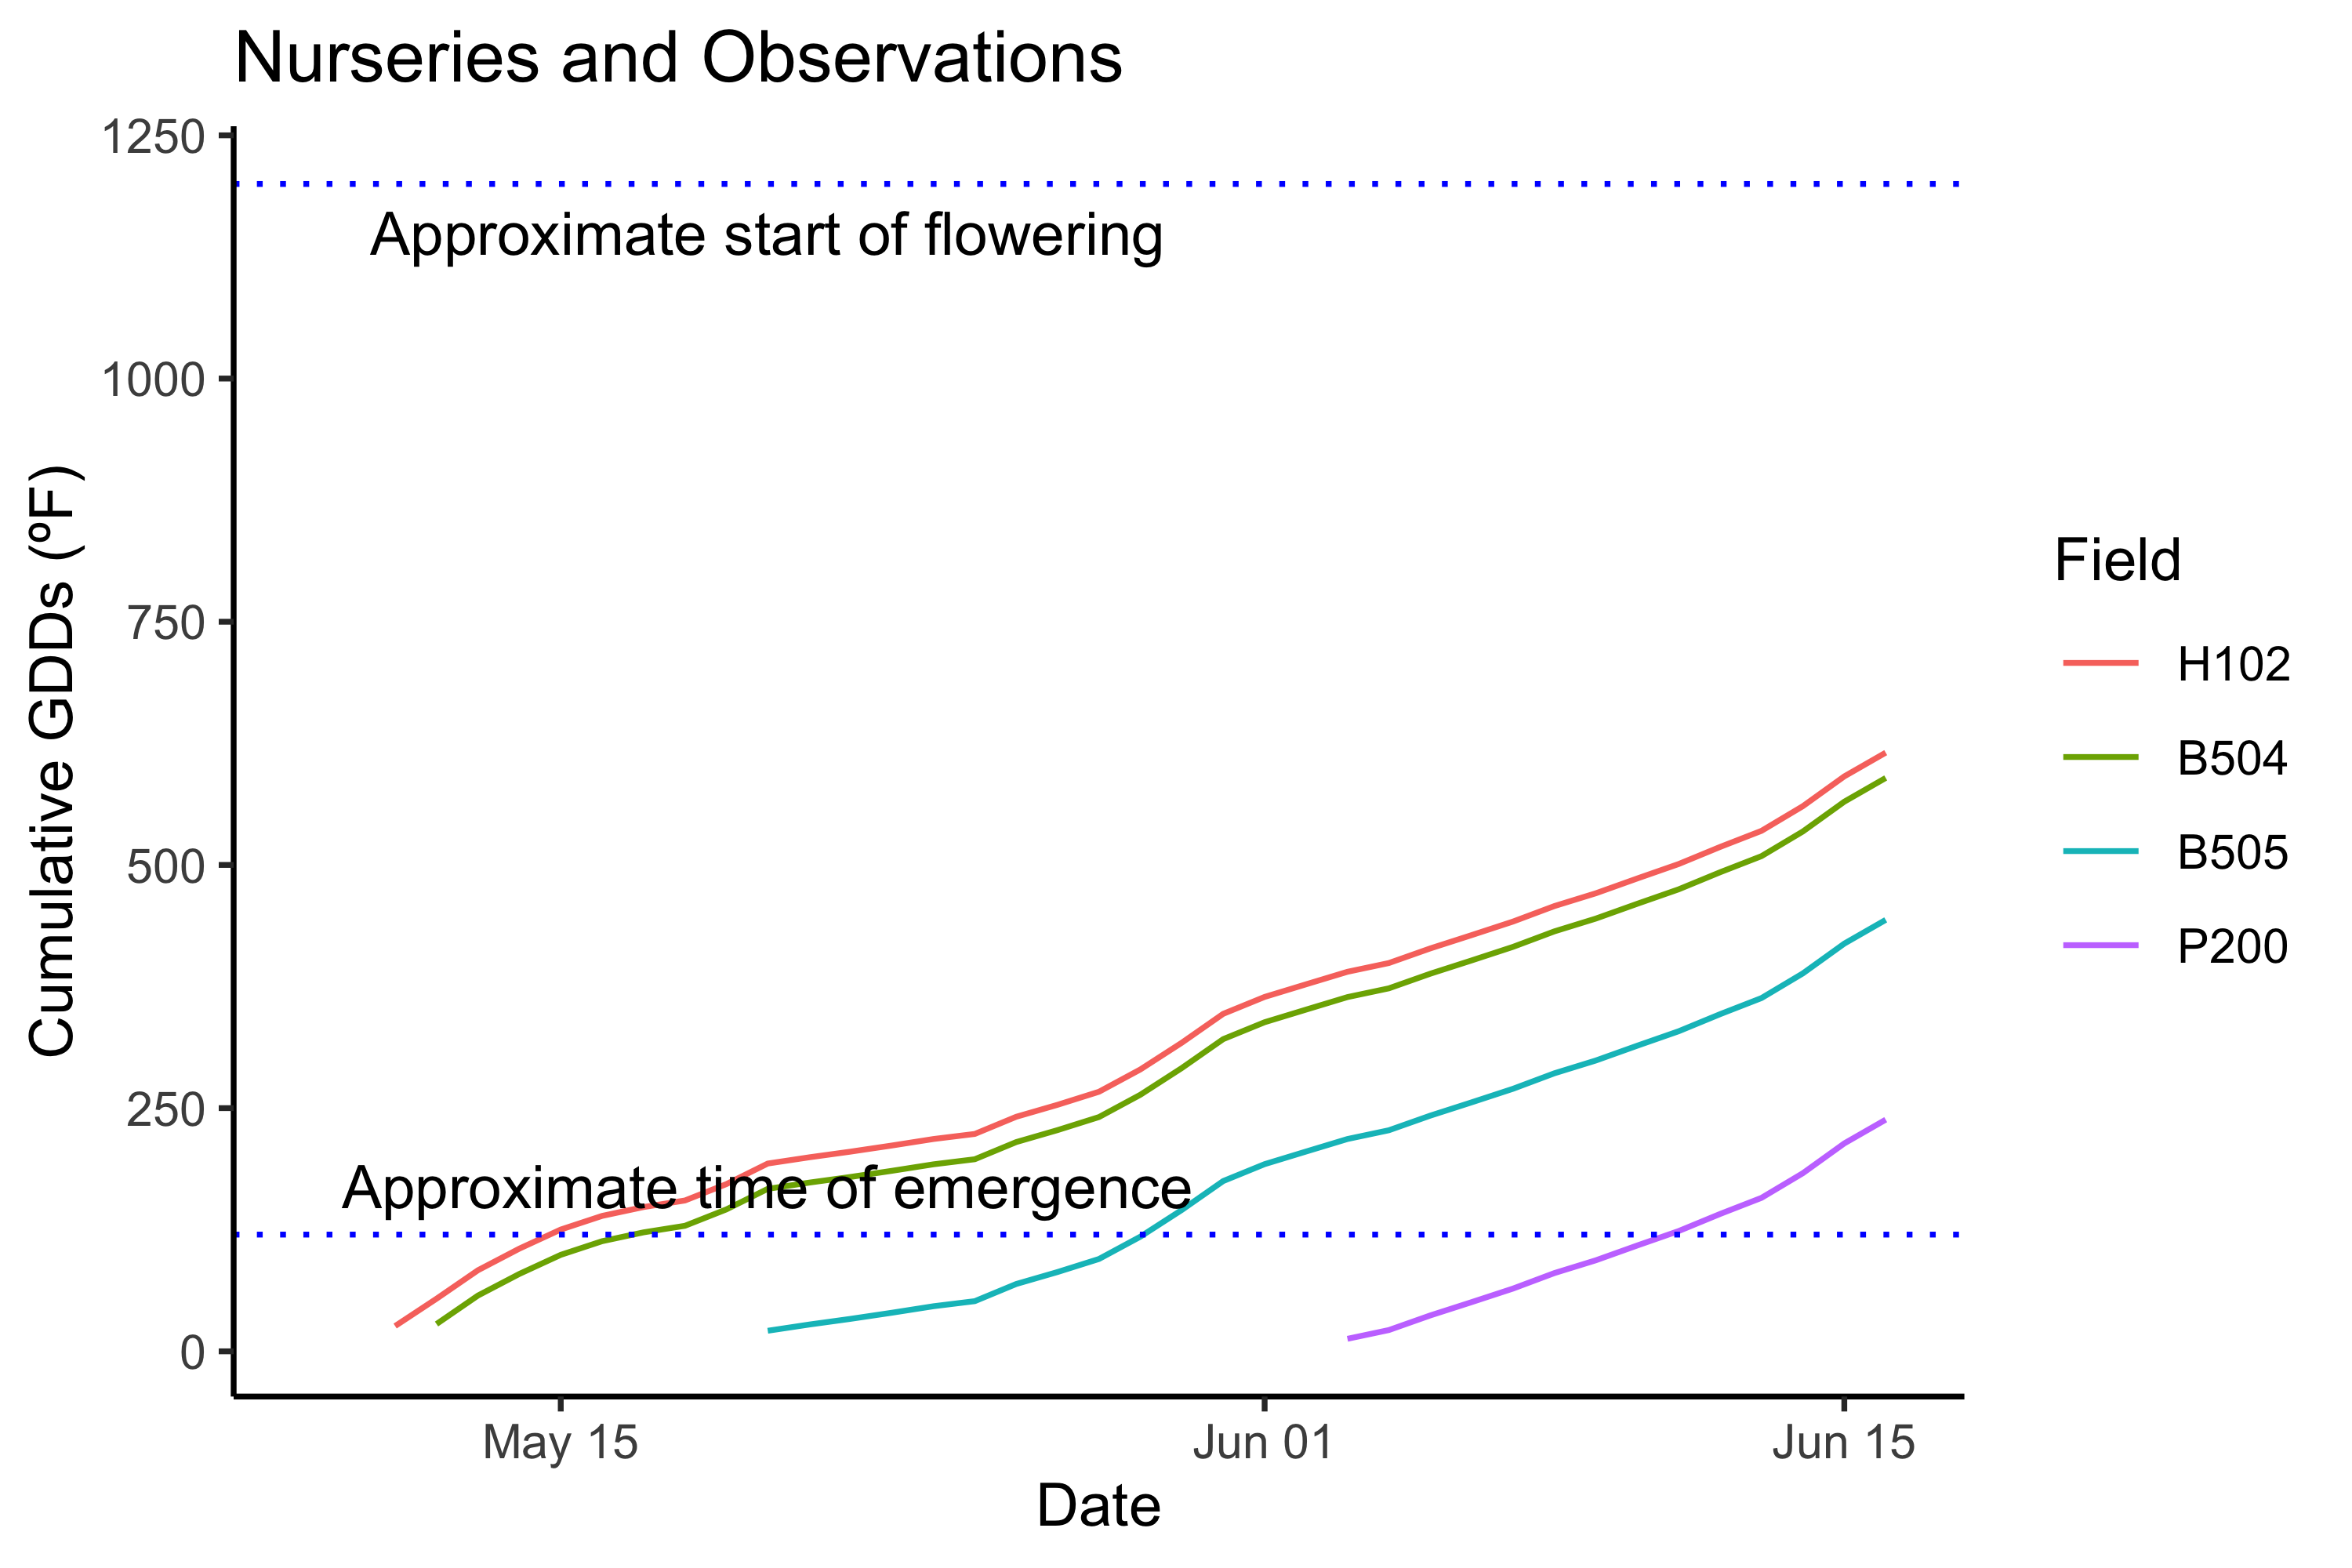 Nurseries and Observations
Cumulative GDDs (ºF)
1250
1000
750
500
250
0
Approximate start of flowering
Approximate time of emergence
May 15
Jun 01
Jun 15
Date
Field
H102
B504
B505
P200